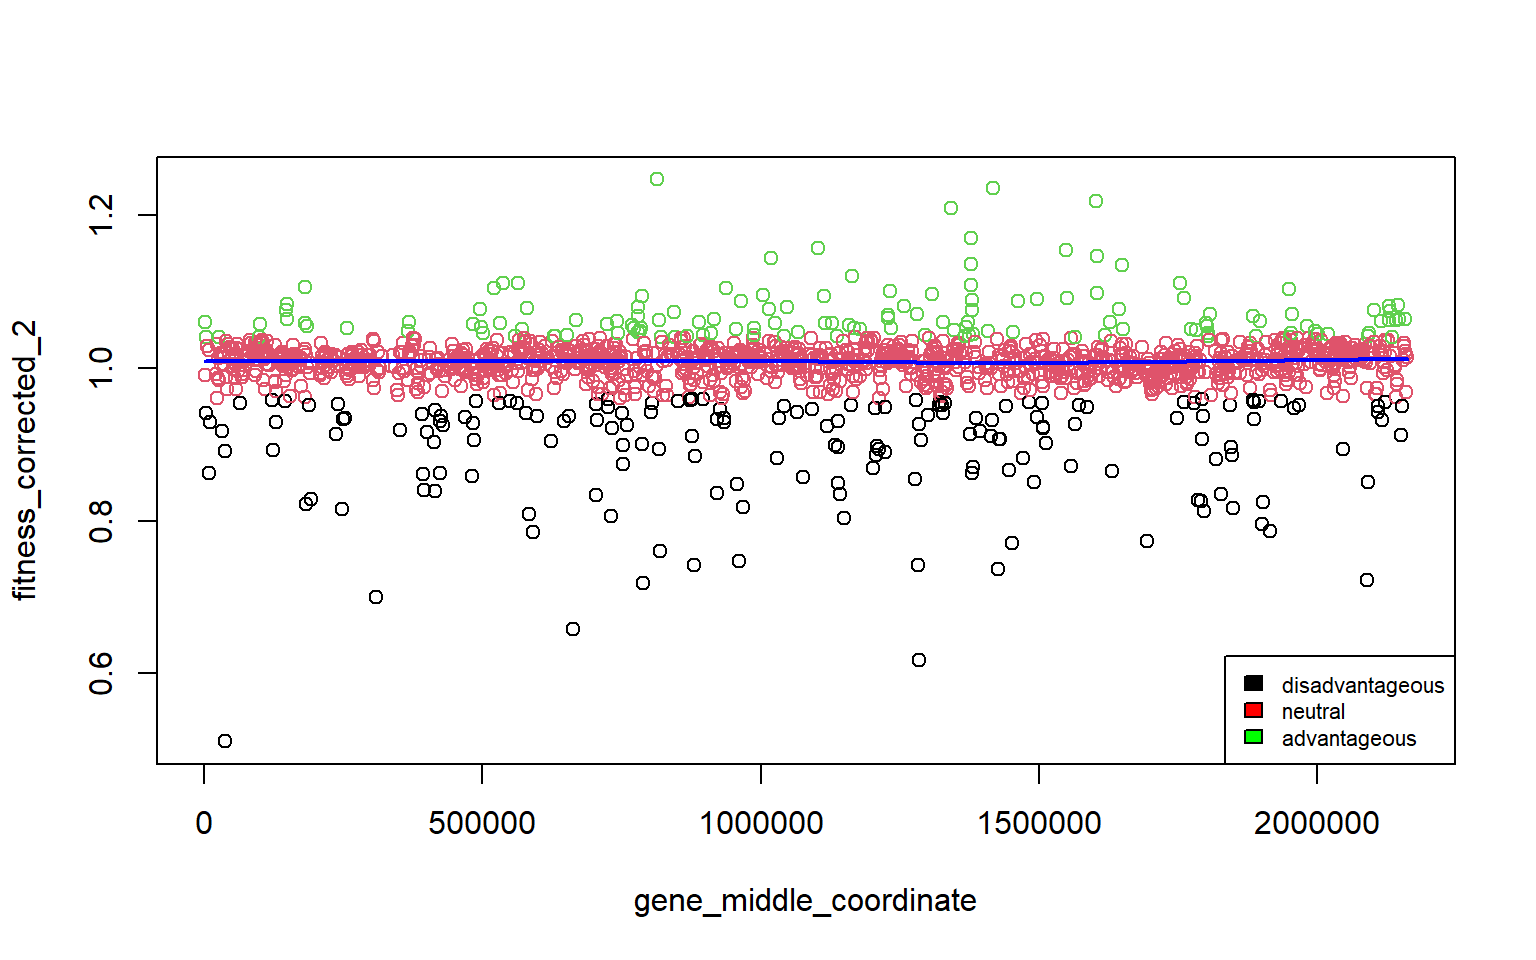 fitness_corrected_2
1.2
1.0
0.8
0.6
disadvantageous
neutral
advantageous
0 500000 1000000 1500000 2000000
gene_middle_coordinate